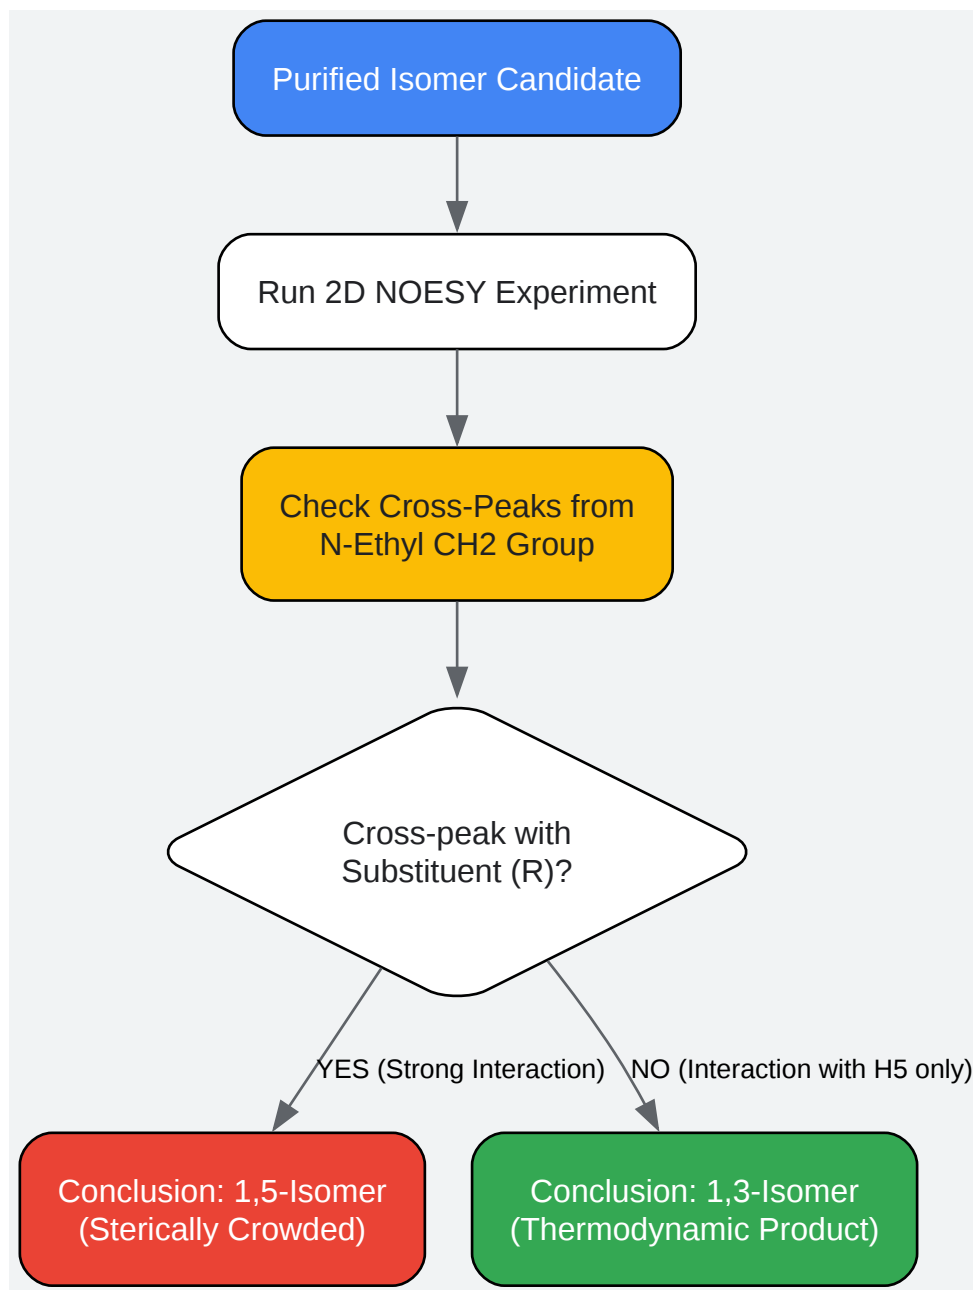 Purified Isomer Candidate
Run 2D NOESY Experiment
Check Cross-Peaks from
N-Ethyl CH2 Group
Cross-peak with
Substituent (R)?
YES (Strong Interaction)
NO (Interaction with H5 only)
Conclusion: 1,5-Isomer
(Sterically Crowded)
Conclusion: 1,3-Isomer
(Thermodynamic Product)